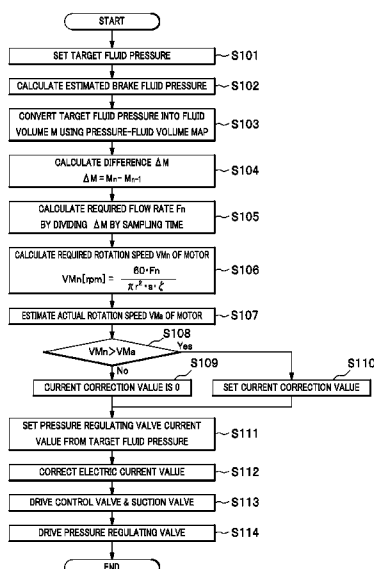 START
SET TARGET FLUID PRESSURE
S101
CALCULATE ESTIMATED BRAKE FLUID PRESSURE
S102
CONVERT TARGET FLUID PRESSURE INTO FLUID
VOLUME M USING PRESSURE-FLUID VOLUME MAP
S103
CALCULATE DIFFERENCE ΔM
ΔM = Mn - Mn-1
S104
CALCULATE REQUIRED FLOW RATE Fn
BY DIVIDING ΔM BY SAMPLING TIME
S105
CALCULATE REQUIRED ROTATION SPEED VMn OF MOTOR
VMn[rpm] = 60·Fn / πr²·s·ζ
S106
ESTIMATE ACTUAL ROTATION SPEED VMa OF MOTOR
S107
S108
VMn>VMa
Yes
No
S109
S110
CURRENT CORRECTION VALUE IS 0
SET CURRENT CORRECTION VALUE
SET PRESSURE REGULATING VALVE CURRENT
VALUE FROM TARGET FLUID PRESSURE
S111
CORRECT ELECTRIC CURRENT VALUE
S112
DRIVE CONTROL VALVE & SUCTION VALVE
S113
DRIVE PRESSURE REGULATING VALVE
S114
END